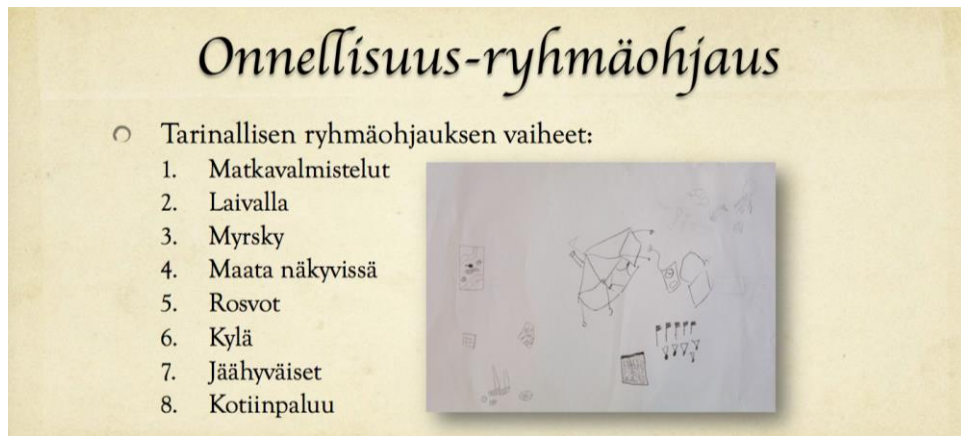 Onnellisuus-ryhmäohjaus
Tarinallisen ryhmäohjauksen vaiheet:
1. Matkavalmistelut
2. Laivalla
3. Myrsky
4. Maata näkyvissä
5. Rosvot
6. Kylä
7. Jäähyväiset
8. Kotiinpaluu